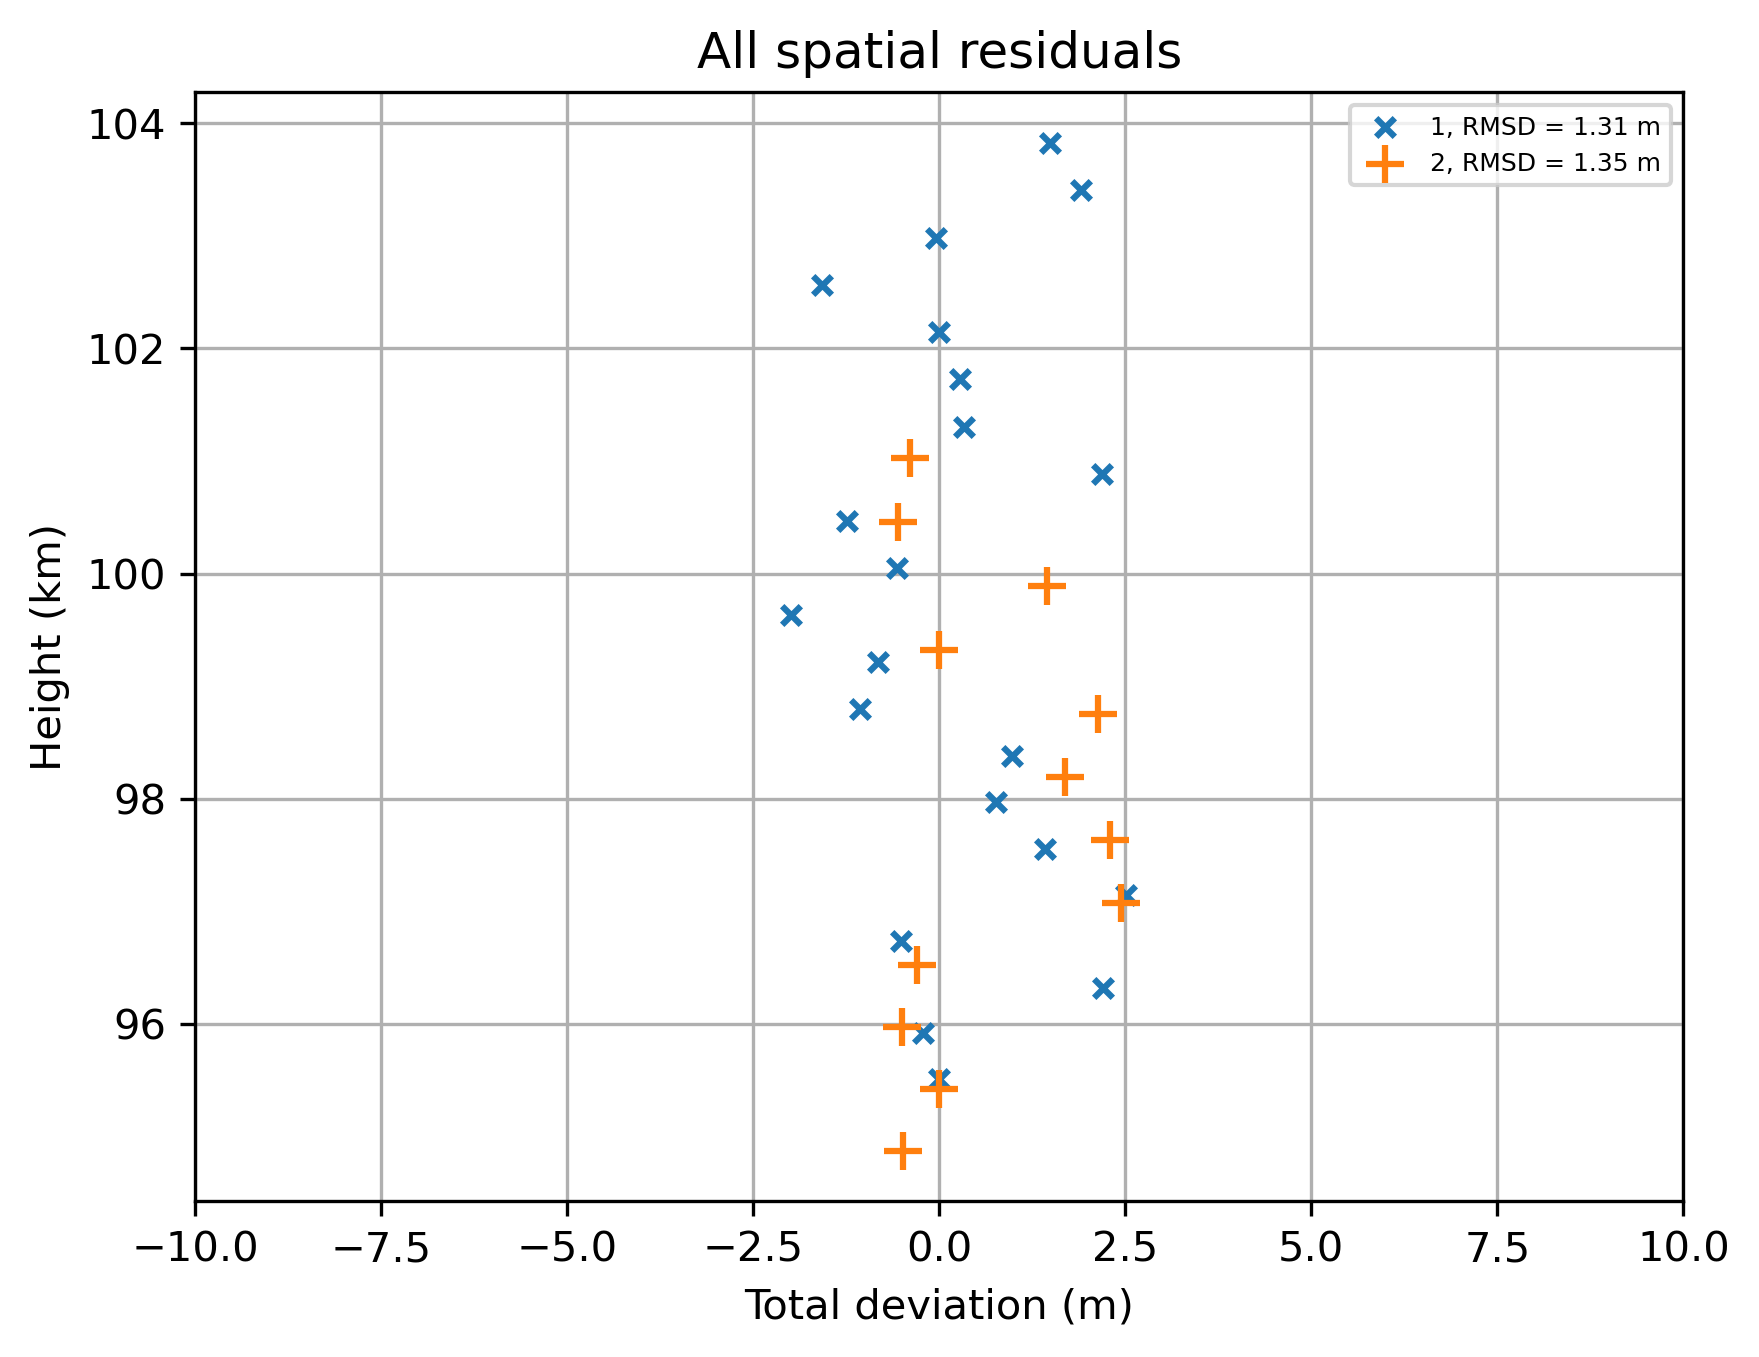 All spatial residuals
1, RMSD = 1.31 m
2, RMSD = 1.35 m
Height (km)
104
102
100
98
96
−10.0 −7.5 −5.0 −2.5 0.0 2.5 5.0 7.5 10.0
Total deviation (m)